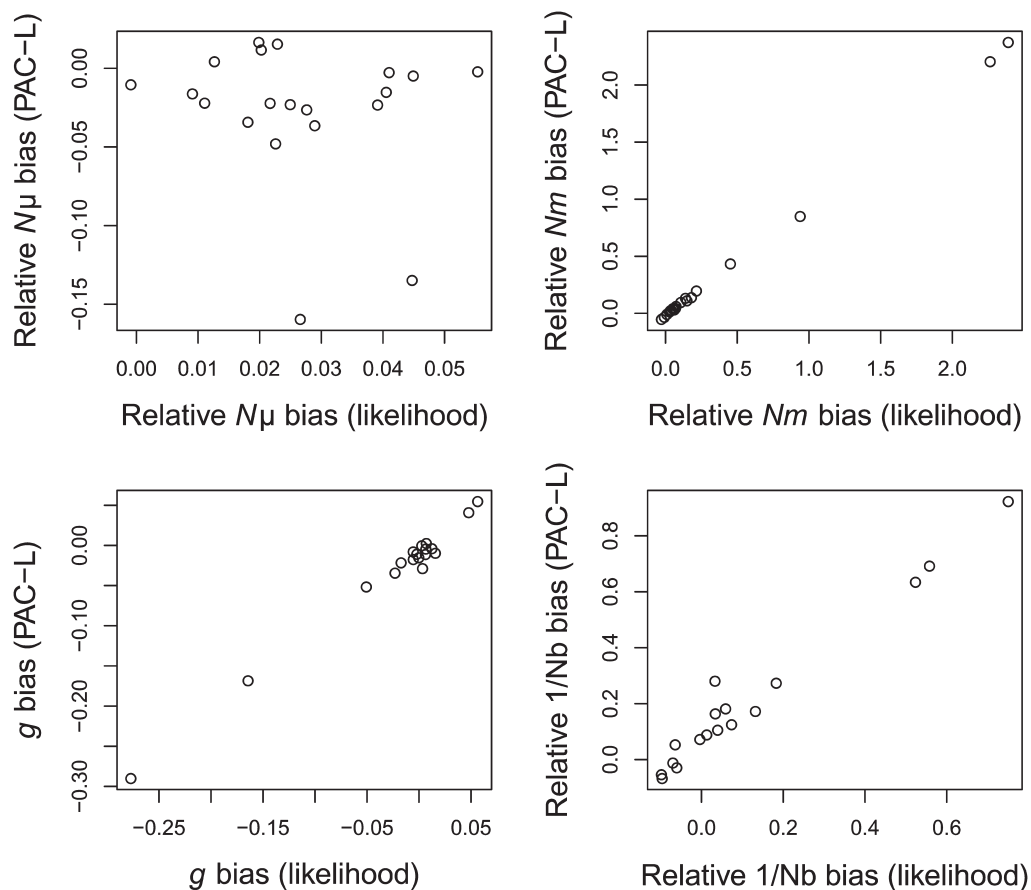 Relative Nμ bias (PAC−L)
0.00
−0.05
−0.10
−0.15
0.00 0.01 0.02 0.03 0.04 0.05
Relative Nμ bias (likelihood)
Relative Nm bias (PAC−L)
2.0
1.5
1.0
0.5
0.0
0.0 0.5 1.0 1.5 2.0
Relative Nm bias (likelihood)
g bias (PAC−L)
0.00
−0.10
−0.20
−0.30
−0.25 −0.15 −0.05 0.05
g bias (likelihood)
Relative 1/Nb bias (PAC−L)
0.8
0.6
0.4
0.2
0.0
0.0 0.2 0.4 0.6
Relative 1/Nb bias (likelihood)